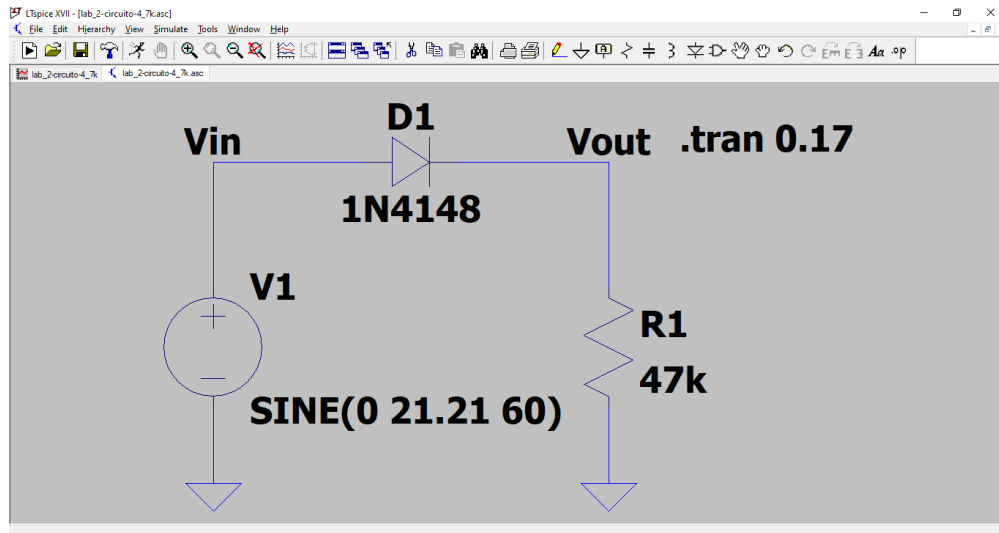 LTspice XVII - [lab_2-circuito-4_7k.asc]
File Edit Hierarchy View Simulate Tools Window Help
Aa .op
lab_2-circuito-4_7k lab_2-circuito-4_7k.asc
D1
Vin Vout .tran 0.17
1N4148
V1
R1
47k
SINE(0 21.21 60)